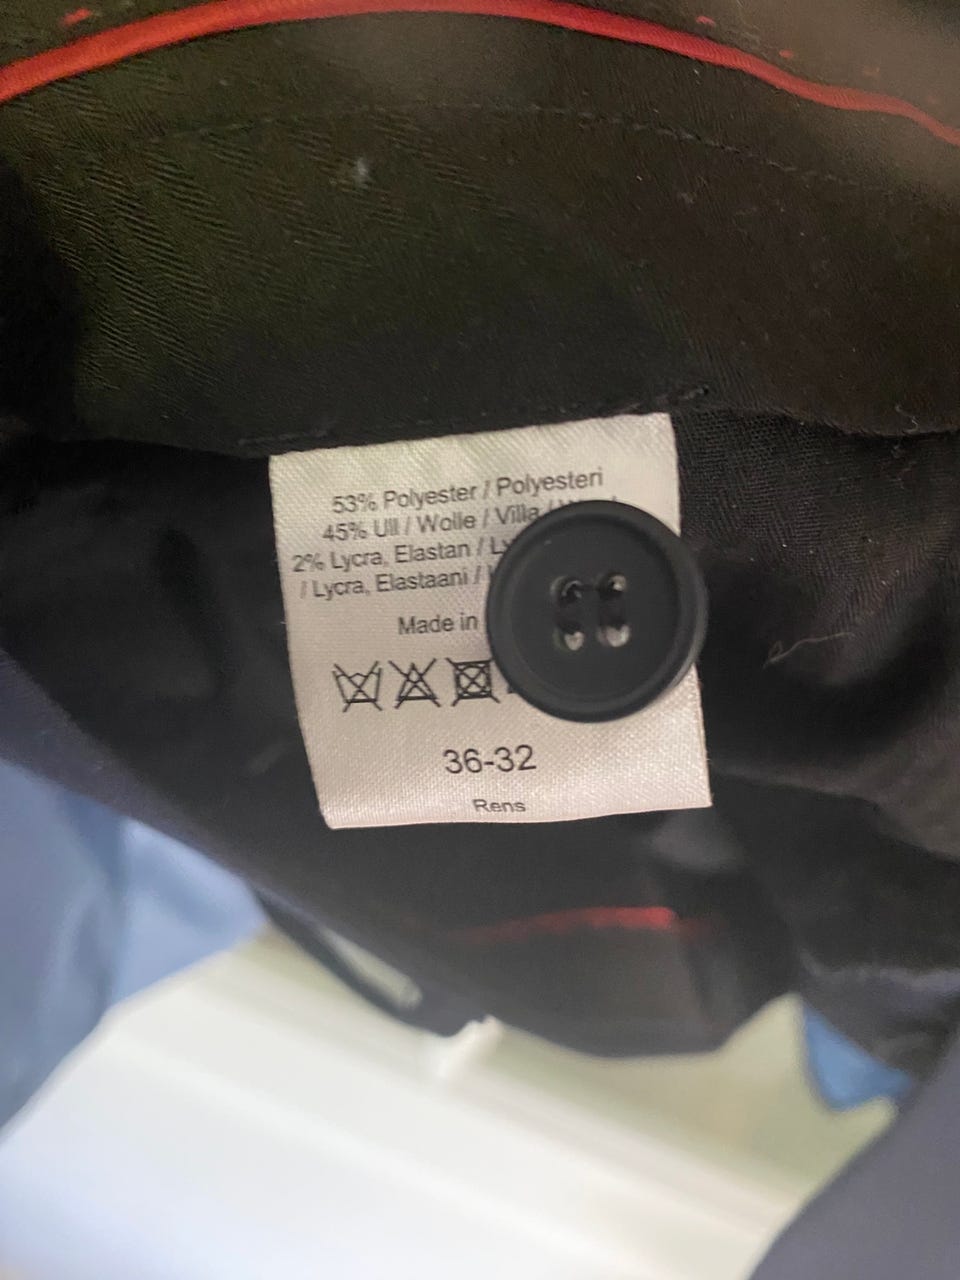 53% Polyester / Polyesteri
45% Ull / Wolle / Villa /
2% Lycra, Elastan /
/ Lycra, Elastaani /
Made in
36-32
Rens